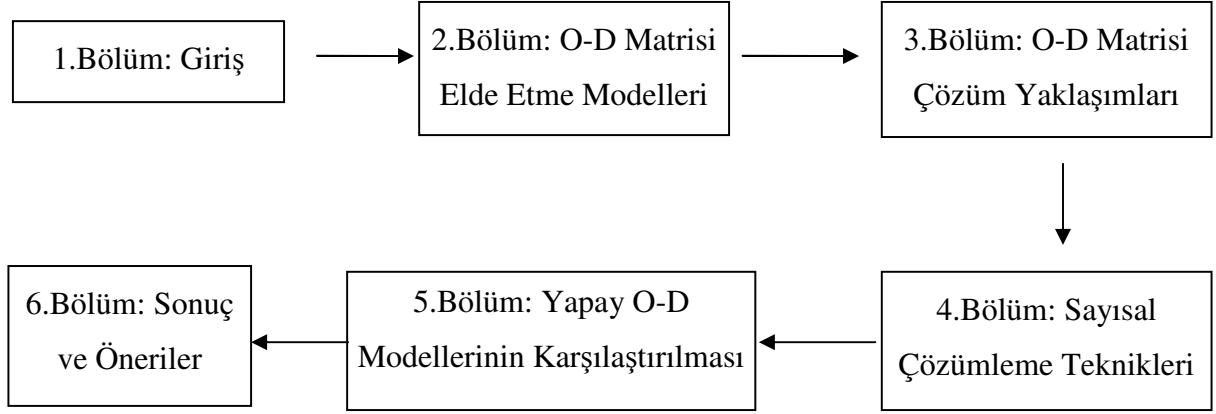 1.Bölüm: Giriş
2.Bölüm: O-D Matrisi
Elde Etme Modelleri
3.Bölüm: O-D Matrisi
Çözüm Yaklaşımları
4.Bölüm: Sayısal
Çözümleme Teknikleri
5.Bölüm: Yapay O-D
Modellerinin Karşılaştırılması
6.Bölüm: Sonuç
ve Öneriler